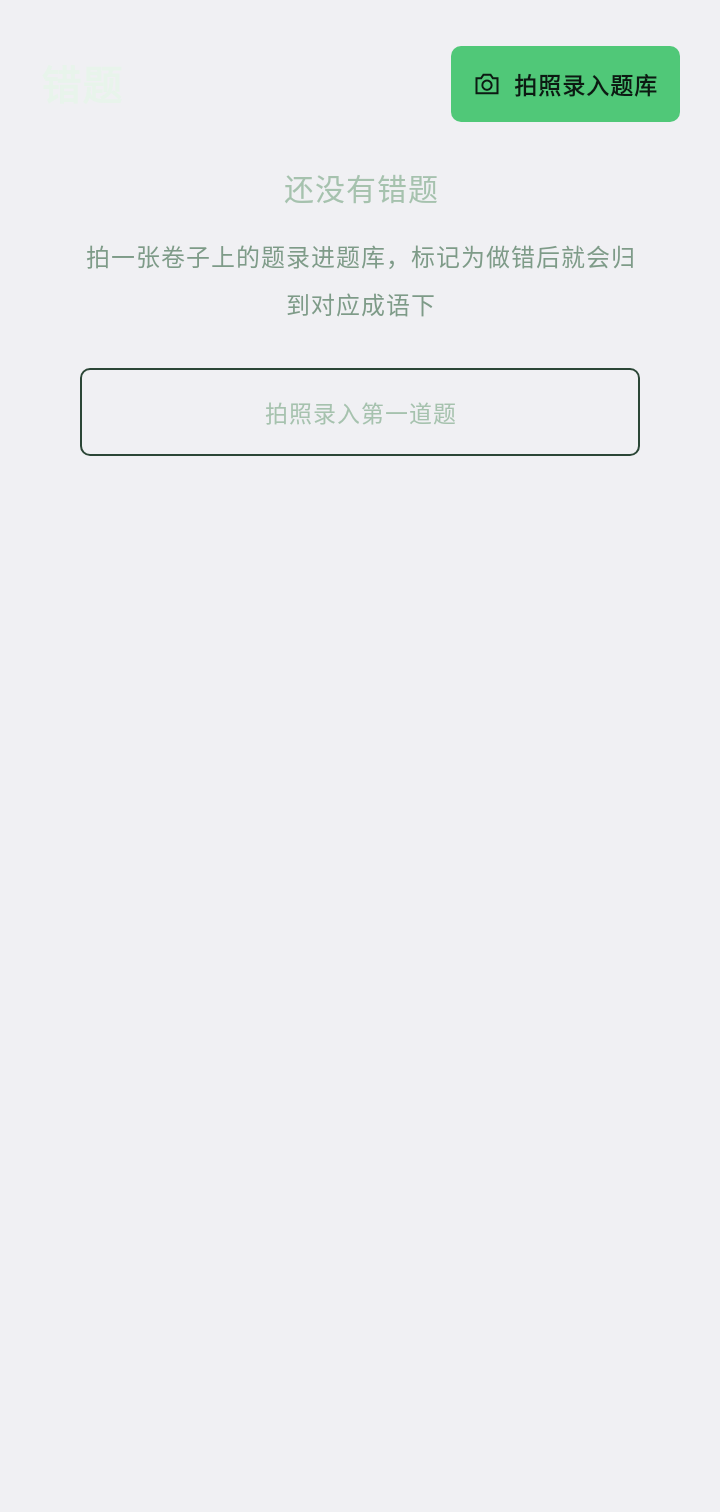 拍照录入题库
还没有错题
拍一张卷子上的题录进题库，标记为做错后就会归
到对应成语下
拍照录入第一道题